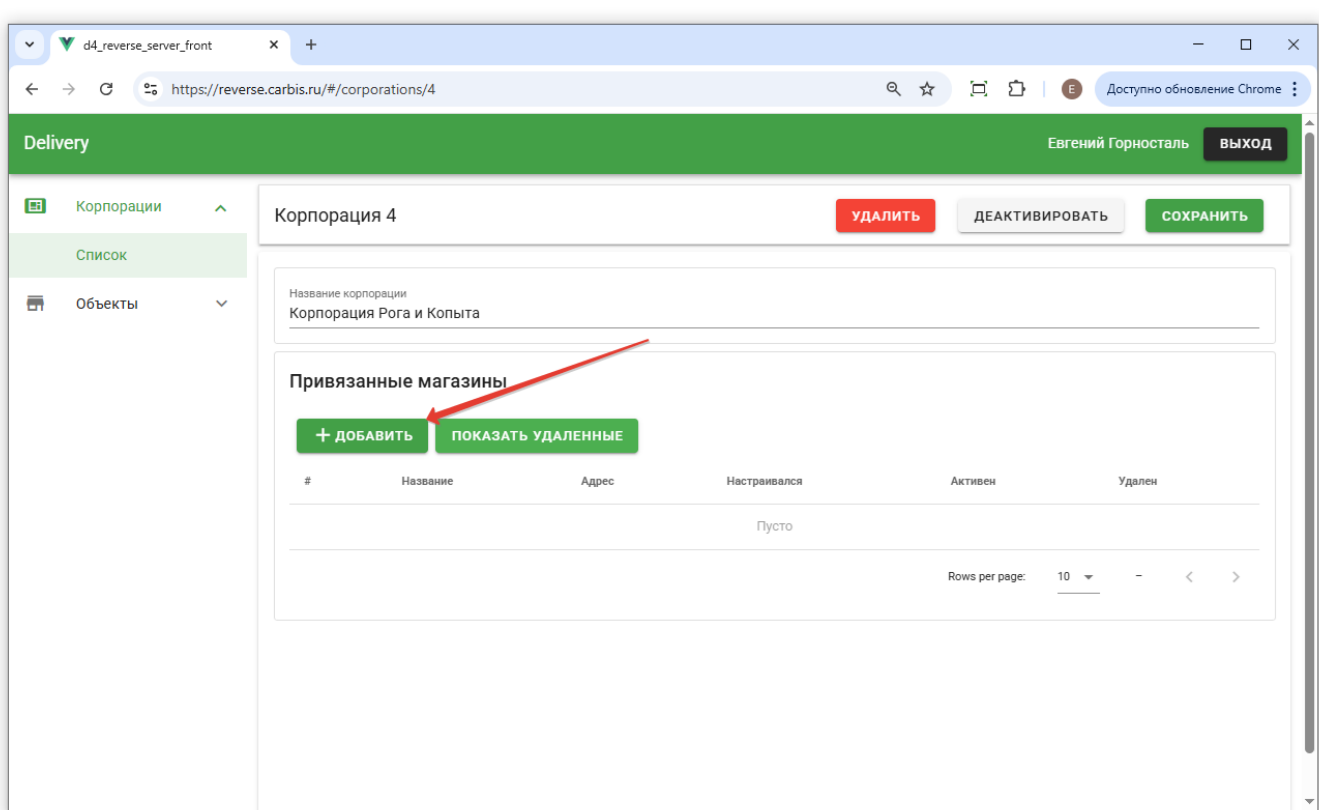 d4_reverse_server_front
https://reverse.carbis.ru/#/corporations/4
E
Доступно обновление Chrome
Delivery
Евгений Горносталь
ВЫХОД
Корпорации
Список
Объекты
Корпорация 4
УДАЛИТЬ
ДЕАКТИВИРОВАТЬ
СОХРАНИТЬ
Название корпорации
Корпорация Рога и Копыта
Привязанные магазины
+ ДОБАВИТЬ
ПОКАЗАТЬ УДАЛЕННЫЕ
# Название Адрес Настраивался Активен Удален
Пусто
Rows per page: 10 –